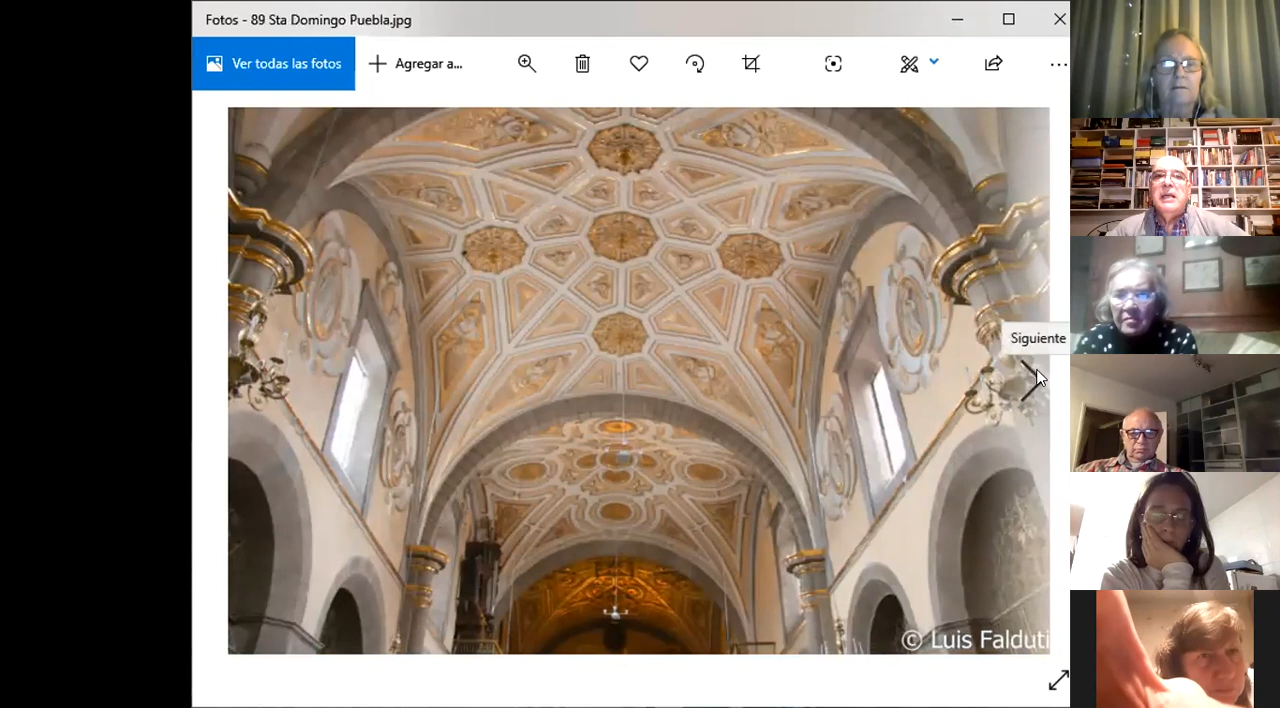 Fotos - 89 Sta Domingo Puebla.jpg
Ver todas las fotos
Agregar a...
Siguiente
© Luis Falduti